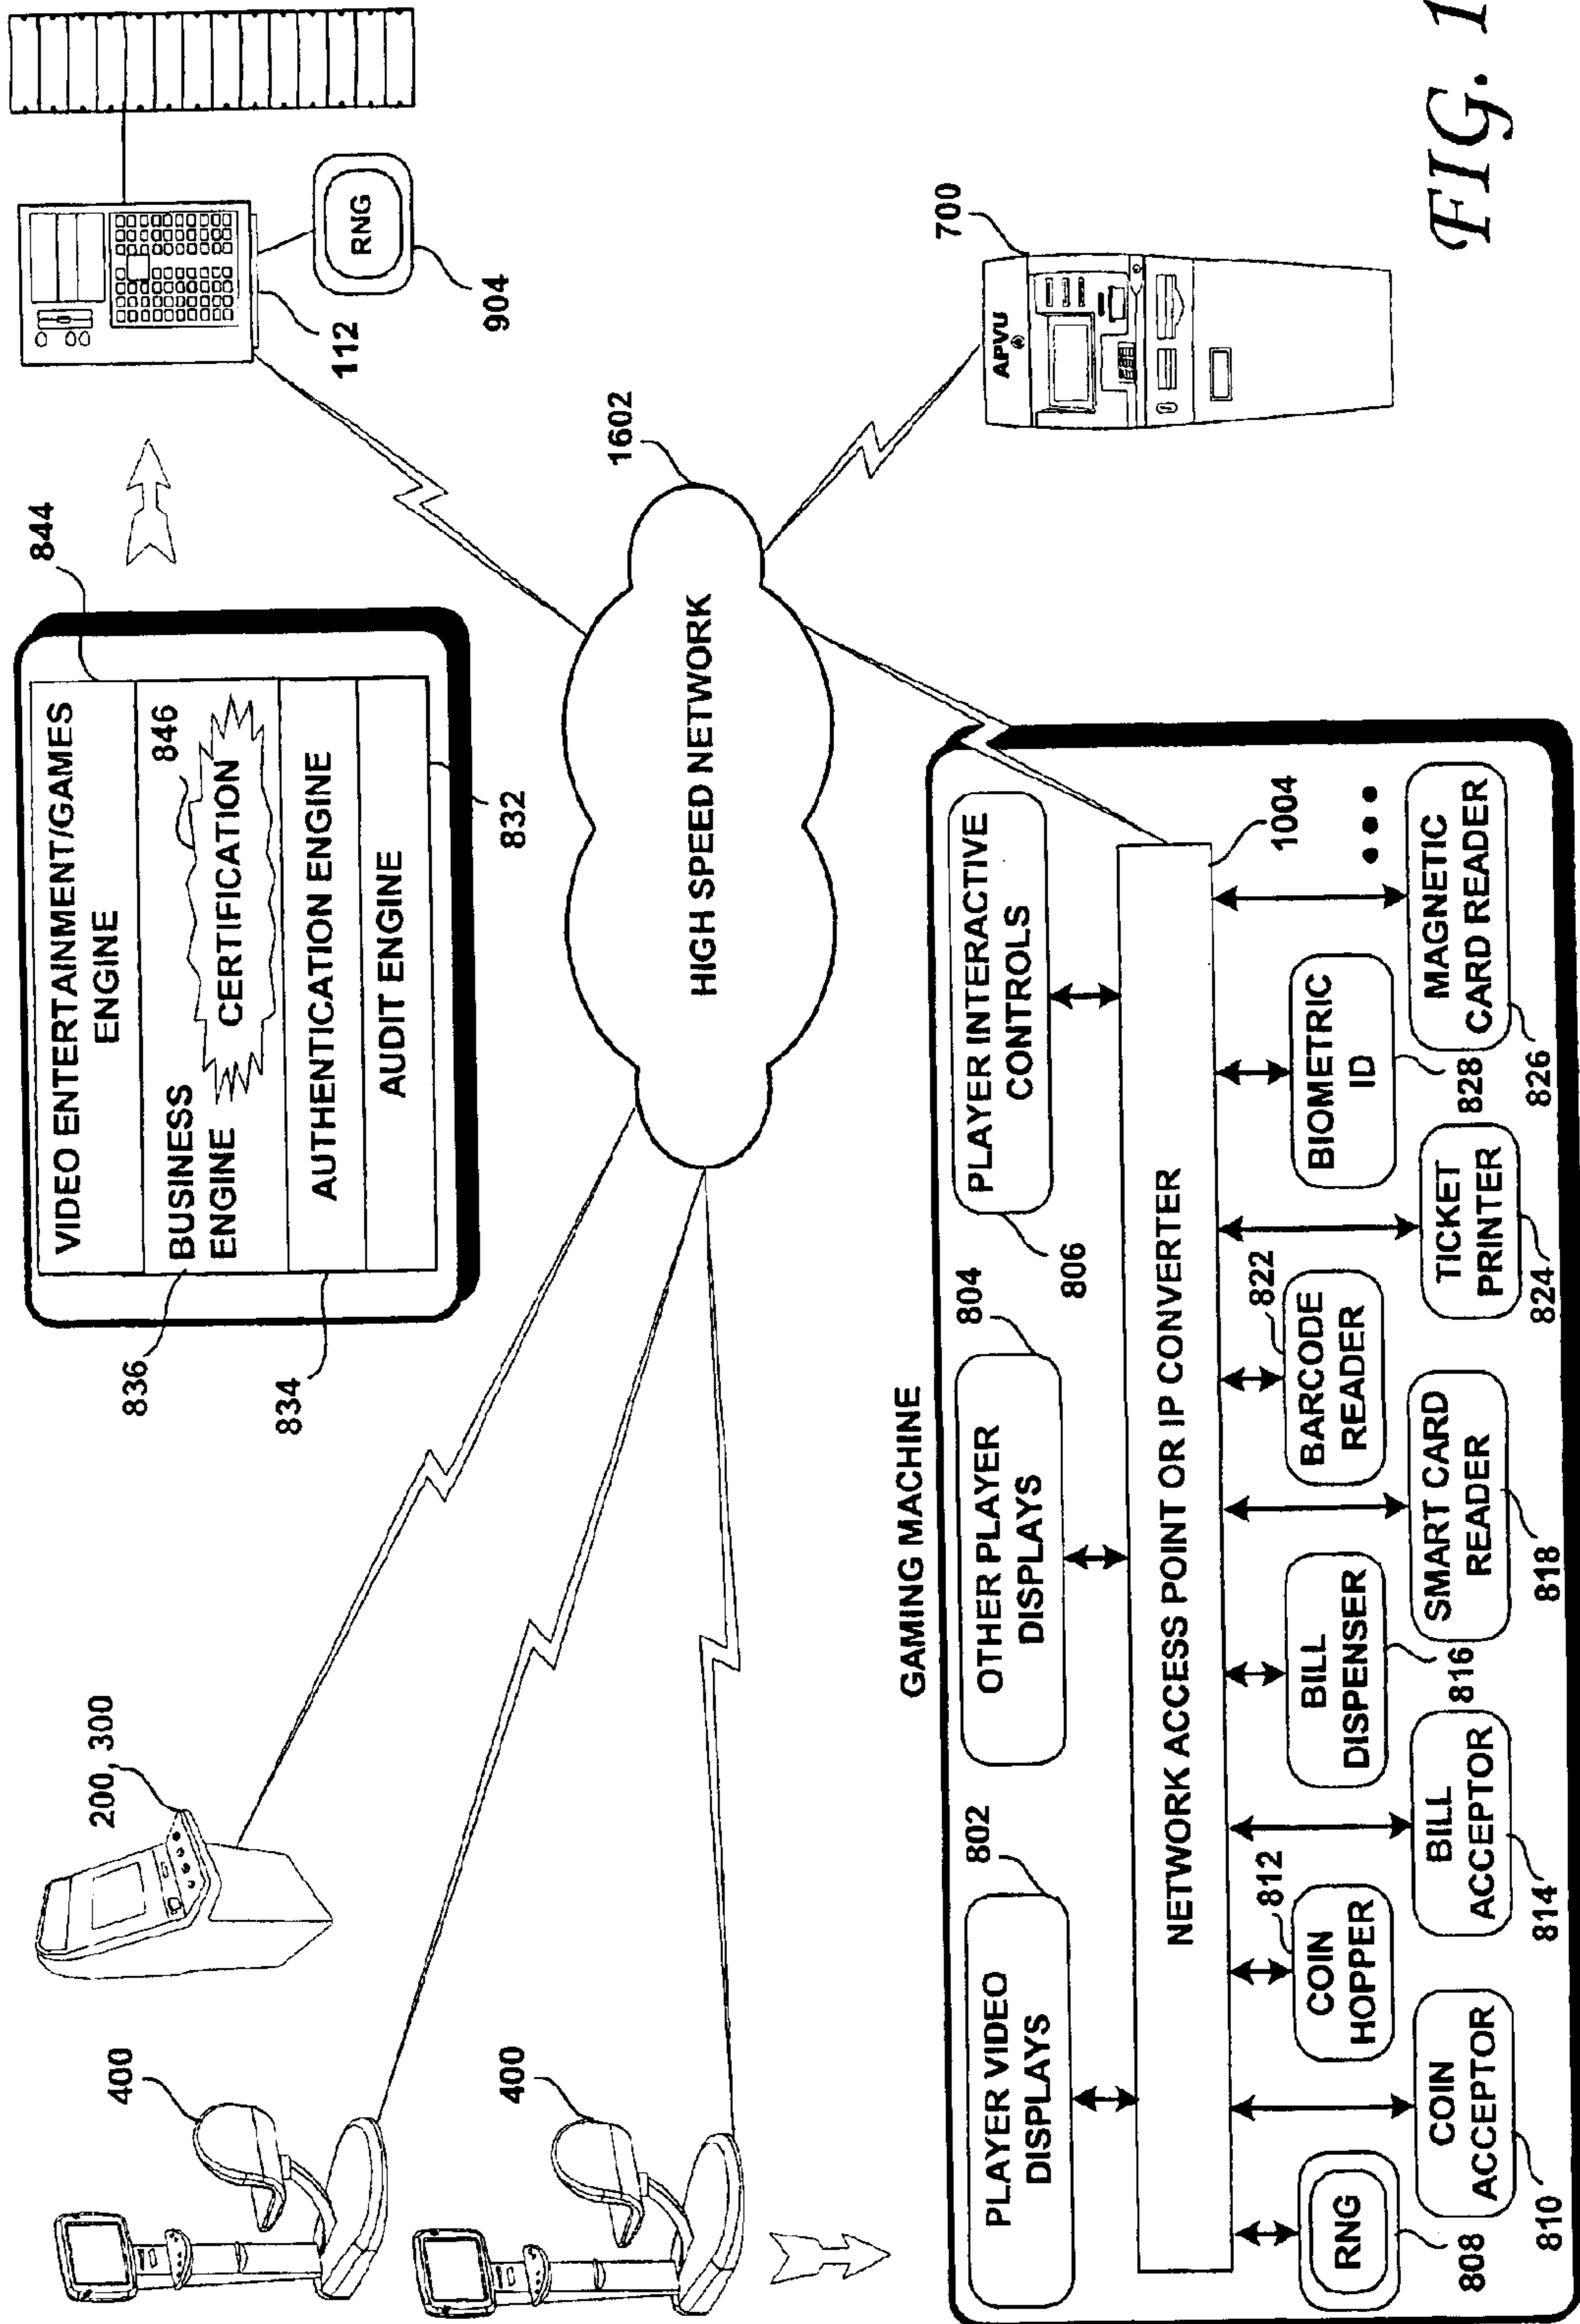 200, 300
400
400
VIDEO ENTERTAINMENT/GAMES
ENGINE
BUSINESS
ENGINE
CERTIFICATION
AUTHENTICATION ENGINE
AUDIT ENGINE
844
846
836
834
832
112
RNG
904
HIGH SPEED NETWORK
1602
APVU
700
GAMING MACHINE
PLAYER VIDEO
DISPLAYS
802
OTHER PLAYER
DISPLAYS
804
PLAYER INTERACTIVE
CONTROLS
806
NETWORK ACCESS POINT OR IP CONVERTER
1004
RNG
808
COIN
ACCEPTOR
810
COIN
HOPPER
812
BILL
ACCEPTOR
814
BILL
DISPENSER
816
SMART CARD
READER
818
BARCODE
READER
822
TICKET
PRINTER
824
BIOMETRIC
ID
828
MAGNETIC
CARD READER
826
FIG. 1